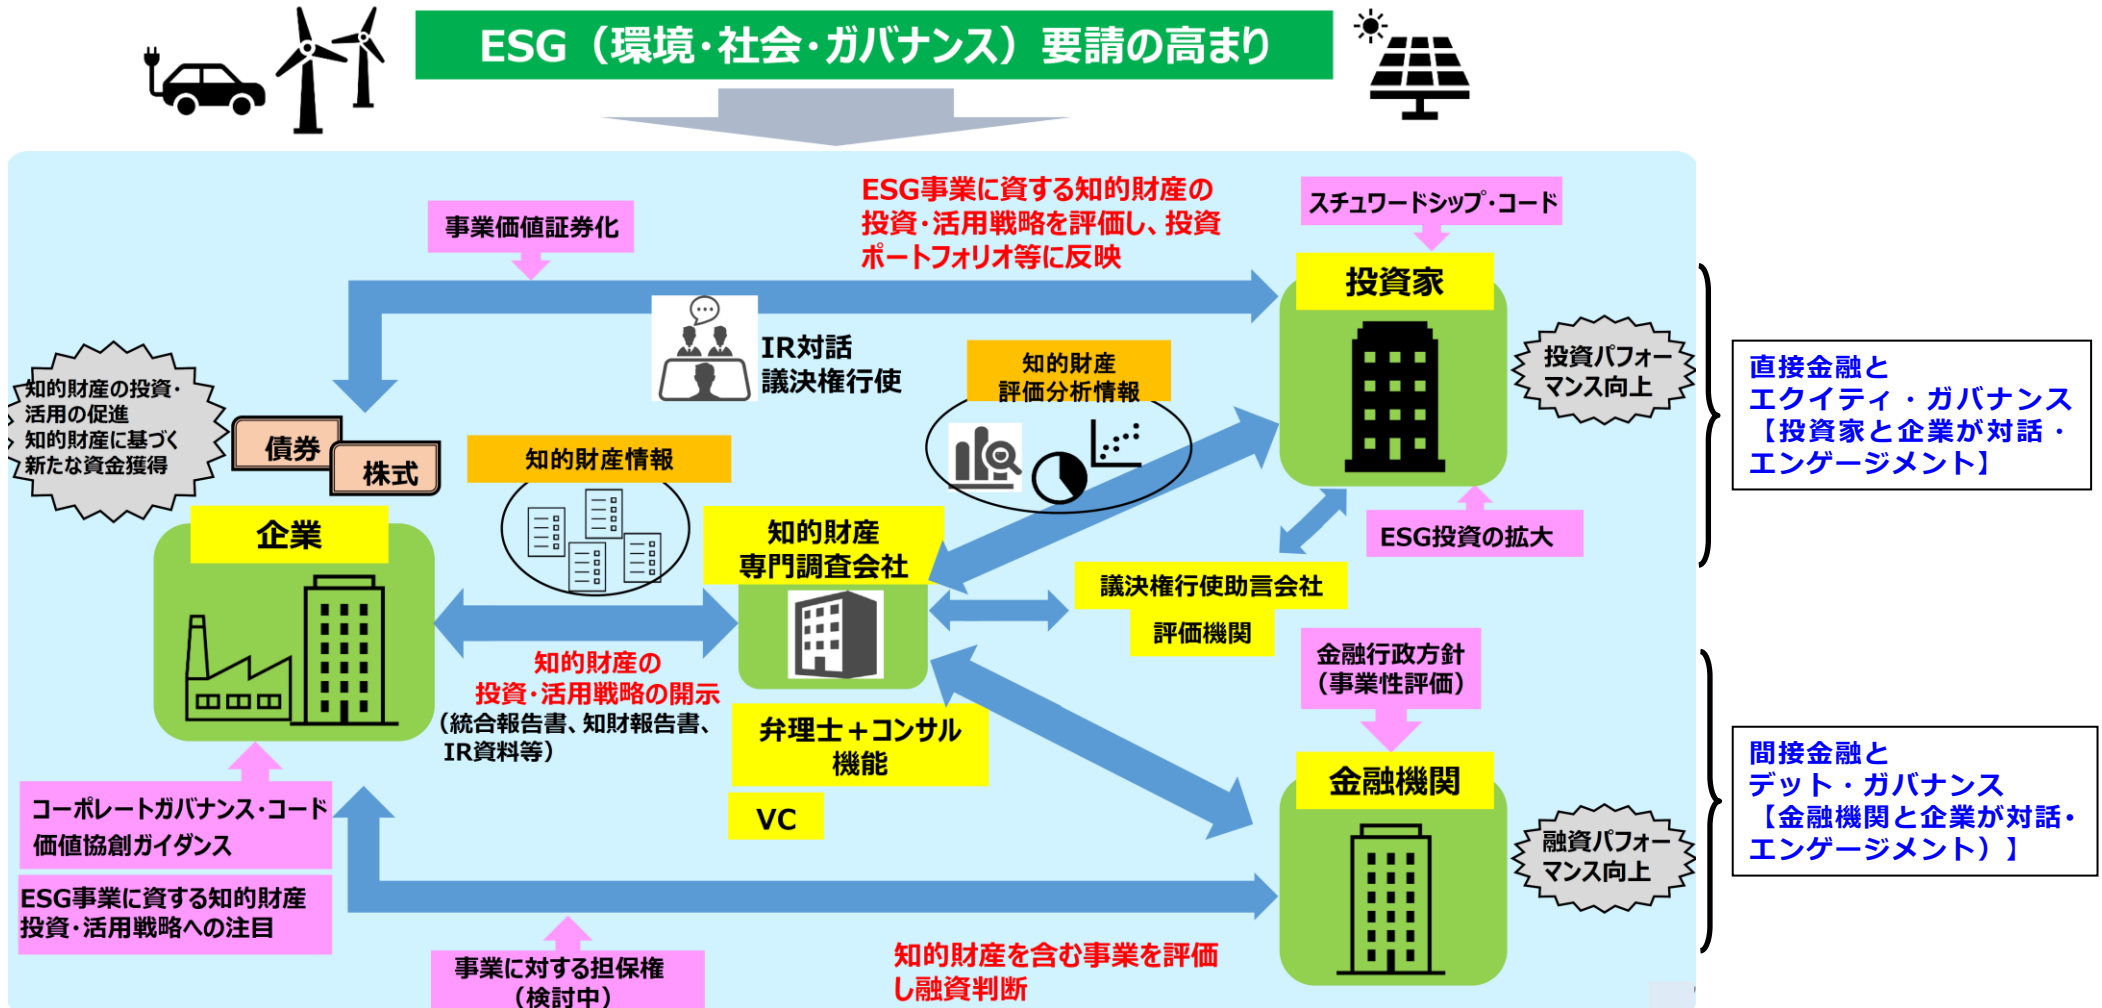 ESG（環境・社会・ガバナンス）要請の高まり
事業価値証券化
ESG事業に資する知的財産の
投資・活用戦略を評価し、投資
ポートフォリオ等に反映
スチュワードシップ・コード
投資家
IR対話
議決権行使
知的財産
評価分析情報
投資パフォー
マンス向上
直接金融と
エクイティ・ガバナンス
【投資家と企業が対話・
エンゲージメント】
知的財産の投資・
活用の促進
知的財産に基づく
新たな資金獲得
債券
株式
知的財産情報
企業
知的財産
専門調査会社
ESG投資の拡大
議決権行使助言会社
評価機関
知的財産の
投資・活用戦略の開示
（統合報告書、知財報告書、
IR資料等）
弁理士＋コンサル
機能
VC
金融行政方針
（事業性評価）
金融機関
融資パフォー
マンス向上
間接金融と
デット・ガバナンス
【金融機関と企業が対話・
エンゲージメント）】
コーポレートガバナンス・コード
価値協創ガイダンス
ESG事業に資する知的財産
投資・活用戦略への注目
事業に対する担保権
（検討中）
知的財産を含む事業を評価
し融資判断